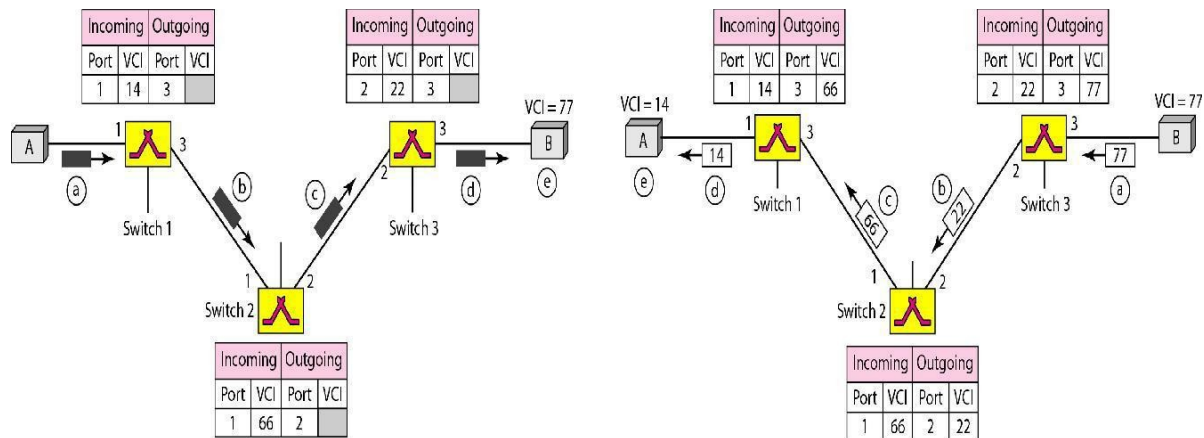 Incoming Outgoing
Port VCI Port VCI
1 14 3
Incoming Outgoing
Port VCI Port VCI
2 22 3
VCI = 77
A
1
3
3
2
B
a
b
c
d
e
Switch 1
Switch 3
1
2
Switch 2
Incoming Outgoing
Port VCI Port VCI
1 66 2
Incoming Outgoing
Port VCI Port VCI
1 14 3 66
Incoming Outgoing
Port VCI Port VCI
2 22 3 77
VCI = 14
VCI = 77
A
1
3
3
2
B
14
77
e
d
c
b
a
66
22
Switch 1
Switch 3
1
2
Switch 2
Incoming Outgoing
Port VCI Port VCI
1 66 2 22